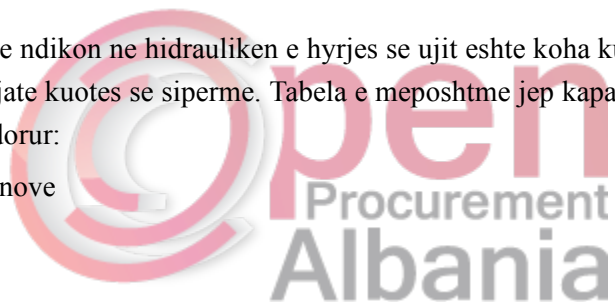 e ndikon ne hidrauliken e hyrjes se ujit eshte koha ku
jate kuotes se siperme. Tabela e meposhtme jep kapa
lorur:
nove
Open
Procurement
Albania